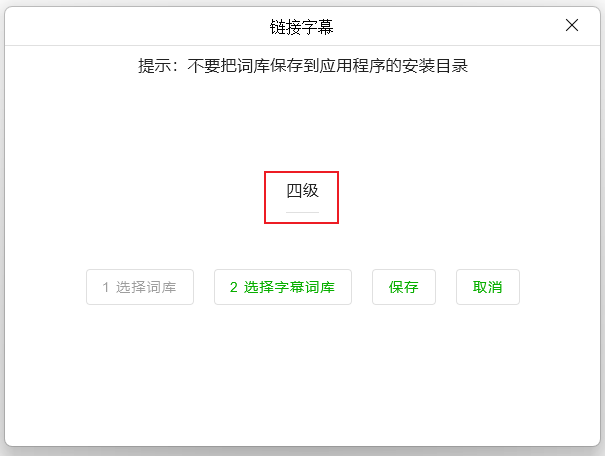 链接字幕
提示：不要把词库保存到应用程序的安装目录
四级
1 选择词库
2 选择字幕词库
保存
取消